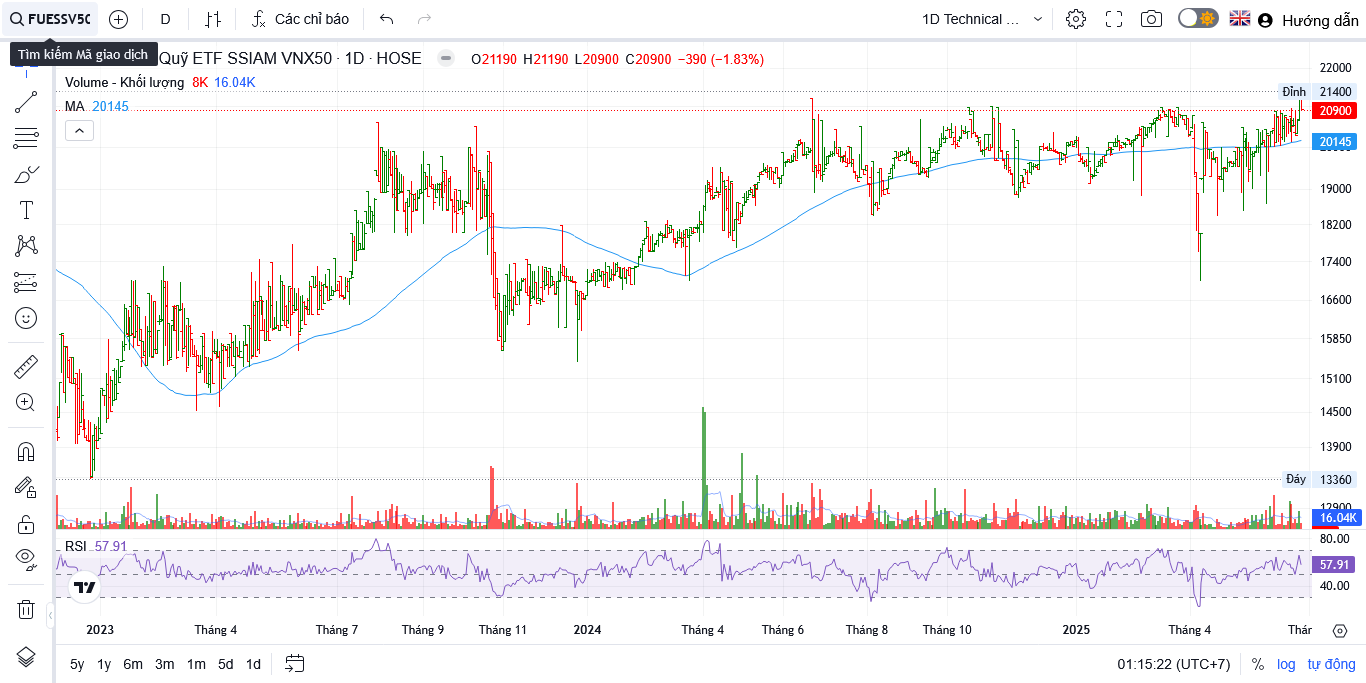 FUESSV50
D
Các chỉ báo
1D Technical ...
Hướng dẫn
Tìm kiếm Mã giao dịch
Quỹ ETF SSIAM VNX50 · 1D · HOSE
O21190 H21190 L20900 C20900 −390 (−1.83%)
Volume - Khối lượng 8K 16.04K
MA 20145
22000
Đỉnh 21400
20900
20145
19000
18200
17400
16600
15850
15100
14500
13900
Đáy 13360
12900
16.04K
RSI 57.91
80.00
57.91
40.00
2023 Tháng 4 Tháng 7 Tháng 9 Tháng 11 2024 Tháng 4 Tháng 6 Tháng 8 Tháng 10 2025 Tháng 4 Thár
5y 1y 6m 3m 1m 5d 1d
01:15:22 (UTC+7) % log tự động